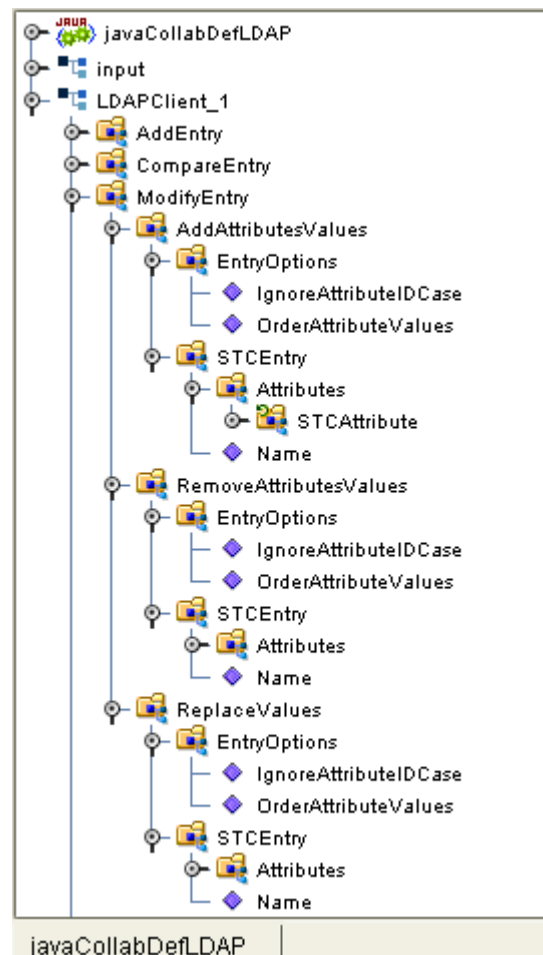 JAVA
javaCollabDefLDAP
input
LDAPClient_1
AddEntry
CompareEntry
ModifyEntry
AddAttributesValues
EntryOptions
IgnoreAttributeIDCase
OrderAttributeValues
STCEntry
Attributes
STCAttribute
Name
RemoveAttributesValues
EntryOptions
IgnoreAttributeIDCase
OrderAttributeValues
STCEntry
Attributes
Name
ReplaceValues
EntryOptions
IgnoreAttributeIDCase
OrderAttributeValues
STCEntry
Attributes
Name
javaCollabDefLDAP